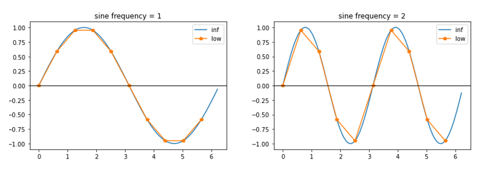 sine frequency = 1
inf
low
1.00
0.75
0.50
0.25
0.00
−0.25
−0.50
−0.75
−1.00
0 1 2 3 4 5 6
sine frequency = 2
inf
low
1.00
0.75
0.50
0.25
0.00
−0.25
−0.50
−0.75
−1.00
0 1 2 3 4 5 6